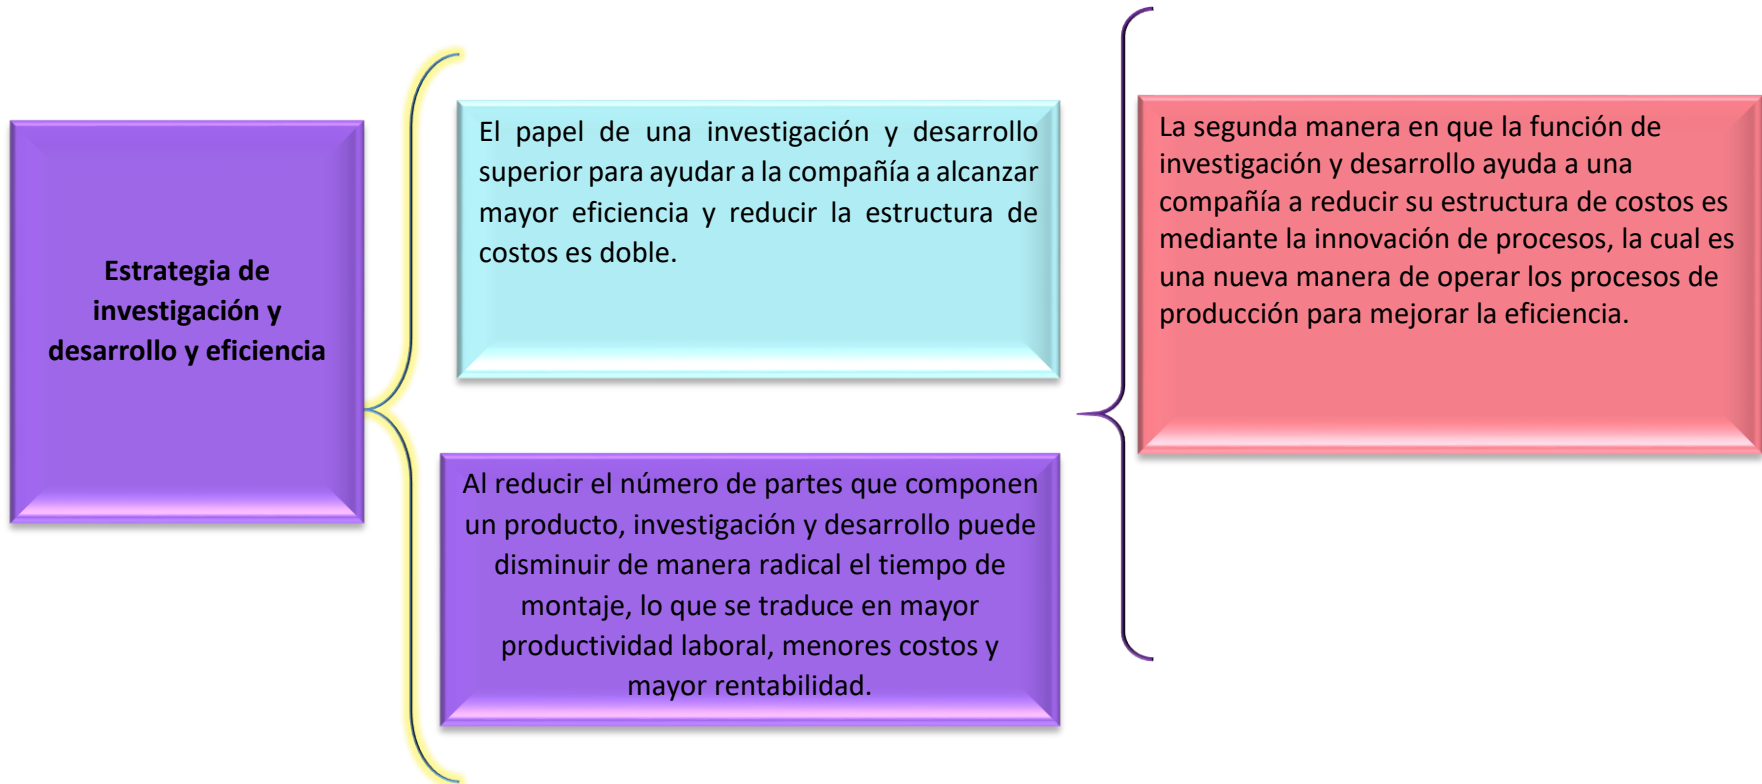 Estrategia de
investigación y
desarrollo y eficiencia
El papel de una investigación y desarrollo
superior para ayudar a la compañía a alcanzar
mayor eficiencia y reducir la estructura de
costos es doble.
Al reducir el número de partes que componen
un producto, investigación y desarrollo puede
disminuir de manera radical el tiempo de
montaje, lo que se traduce en mayor
productividad laboral, menores costos y
mayor rentabilidad.
La segunda manera en que la función de
investigación y desarrollo ayuda a una
compañía a reducir su estructura de costos es
mediante la innovación de procesos, la cual es
una nueva manera de operar los procesos de
producción para mejorar la eficiencia.